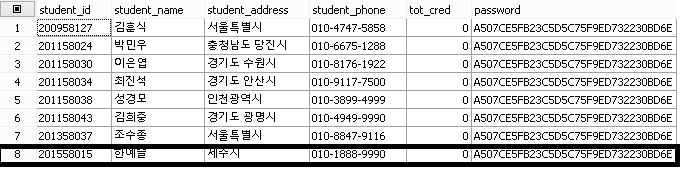 student_id student_name student_address student_phone tot_cred password
1 200958127 김훈식 서울특별시 010-4747-5858 0 A507CE5FB23C5D5C75F9ED732230BD6E
2 201158024 박민우 충청남도 당진시 010-6675-1288 0 A507CE5FB23C5D5C75F9ED732230BD6E
3 201158030 이은엽 경기도 수원시 010-8176-1922 0 A507CE5FB23C5D5C75F9ED732230BD6E
4 201158034 최진석 경기도 안산시 010-9117-7500 0 A507CE5FB23C5D5C75F9ED732230BD6E
5 201158038 성경모 인천광역시 010-3899-4999 0 A507CE5FB23C5D5C75F9ED732230BD6E
6 201158043 김희중 경기도 광명시 010-4949-9990 0 A507CE5FB23C5D5C75F9ED732230BD6E
7 201358037 조수종 서울특별시 010-8847-9116 0 A507CE5FB23C5D5C75F9ED732230BD6E
8 201558015 한예슬 010-1888-9990 0 A507CE5FB23C5D5C75F9ED732230BD6E